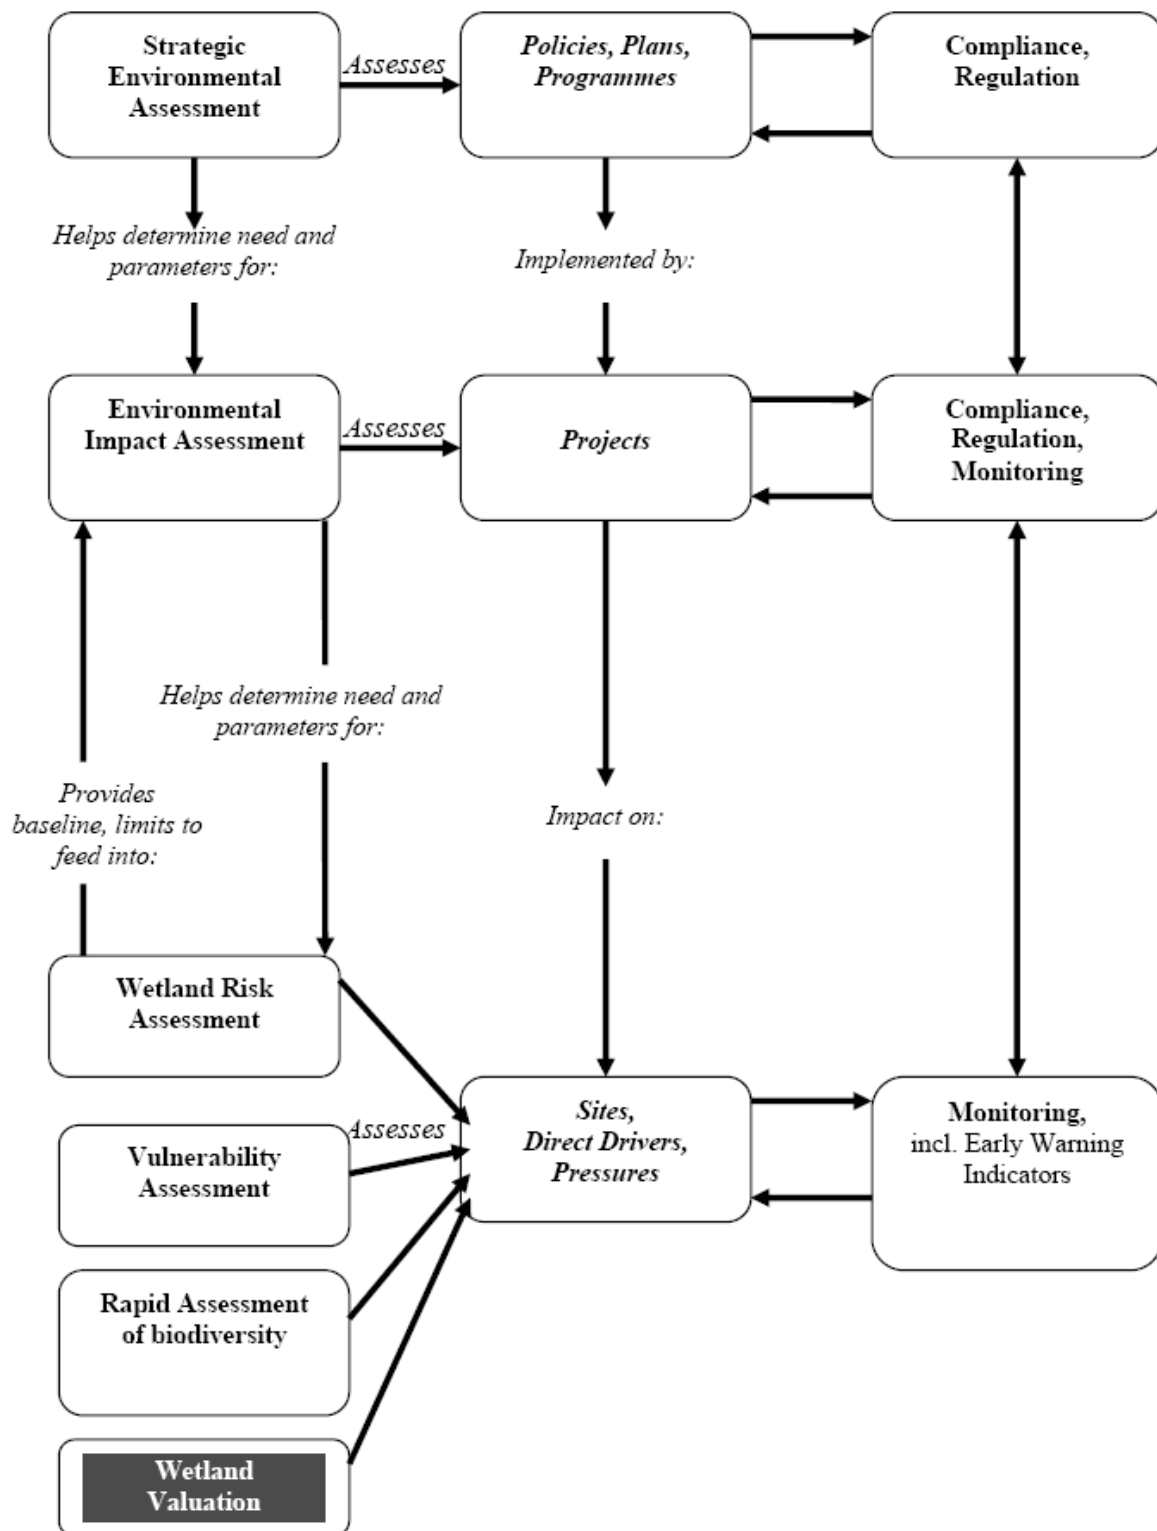 Strategic
Environmental
Assessment
Assesses
Policies, Plans,
Programmes
Compliance,
Regulation
Helps determine need and
parameters for:
Implemented by:
Environmental
Impact Assessment
Assesses
Projects
Compliance,
Regulation,
Monitoring
Helps determine need and
parameters for:
Provides
baseline, limits to
feed into:
Impact on:
Wetland Risk
Assessment
Assesses
Sites,
Direct Drivers,
Pressures
Monitoring,
incl. Early Warning
Indicators
Vulnerability
Assessment
Rapid Assessment
of biodiversity
Wetland
Valuation